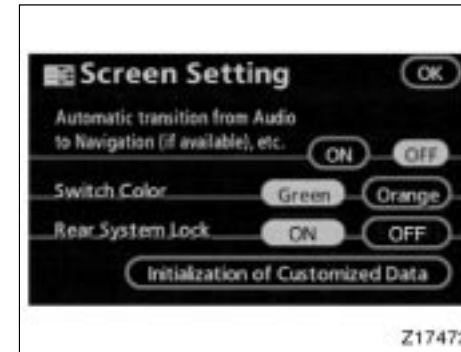 Screen Setting OK
Automatic transition from Audio
to Navigation (if available), etc.
ON OFF
Switch Color Green Orange
Rear System Lock ON OFF
Initialization of Customized Data
Z17472